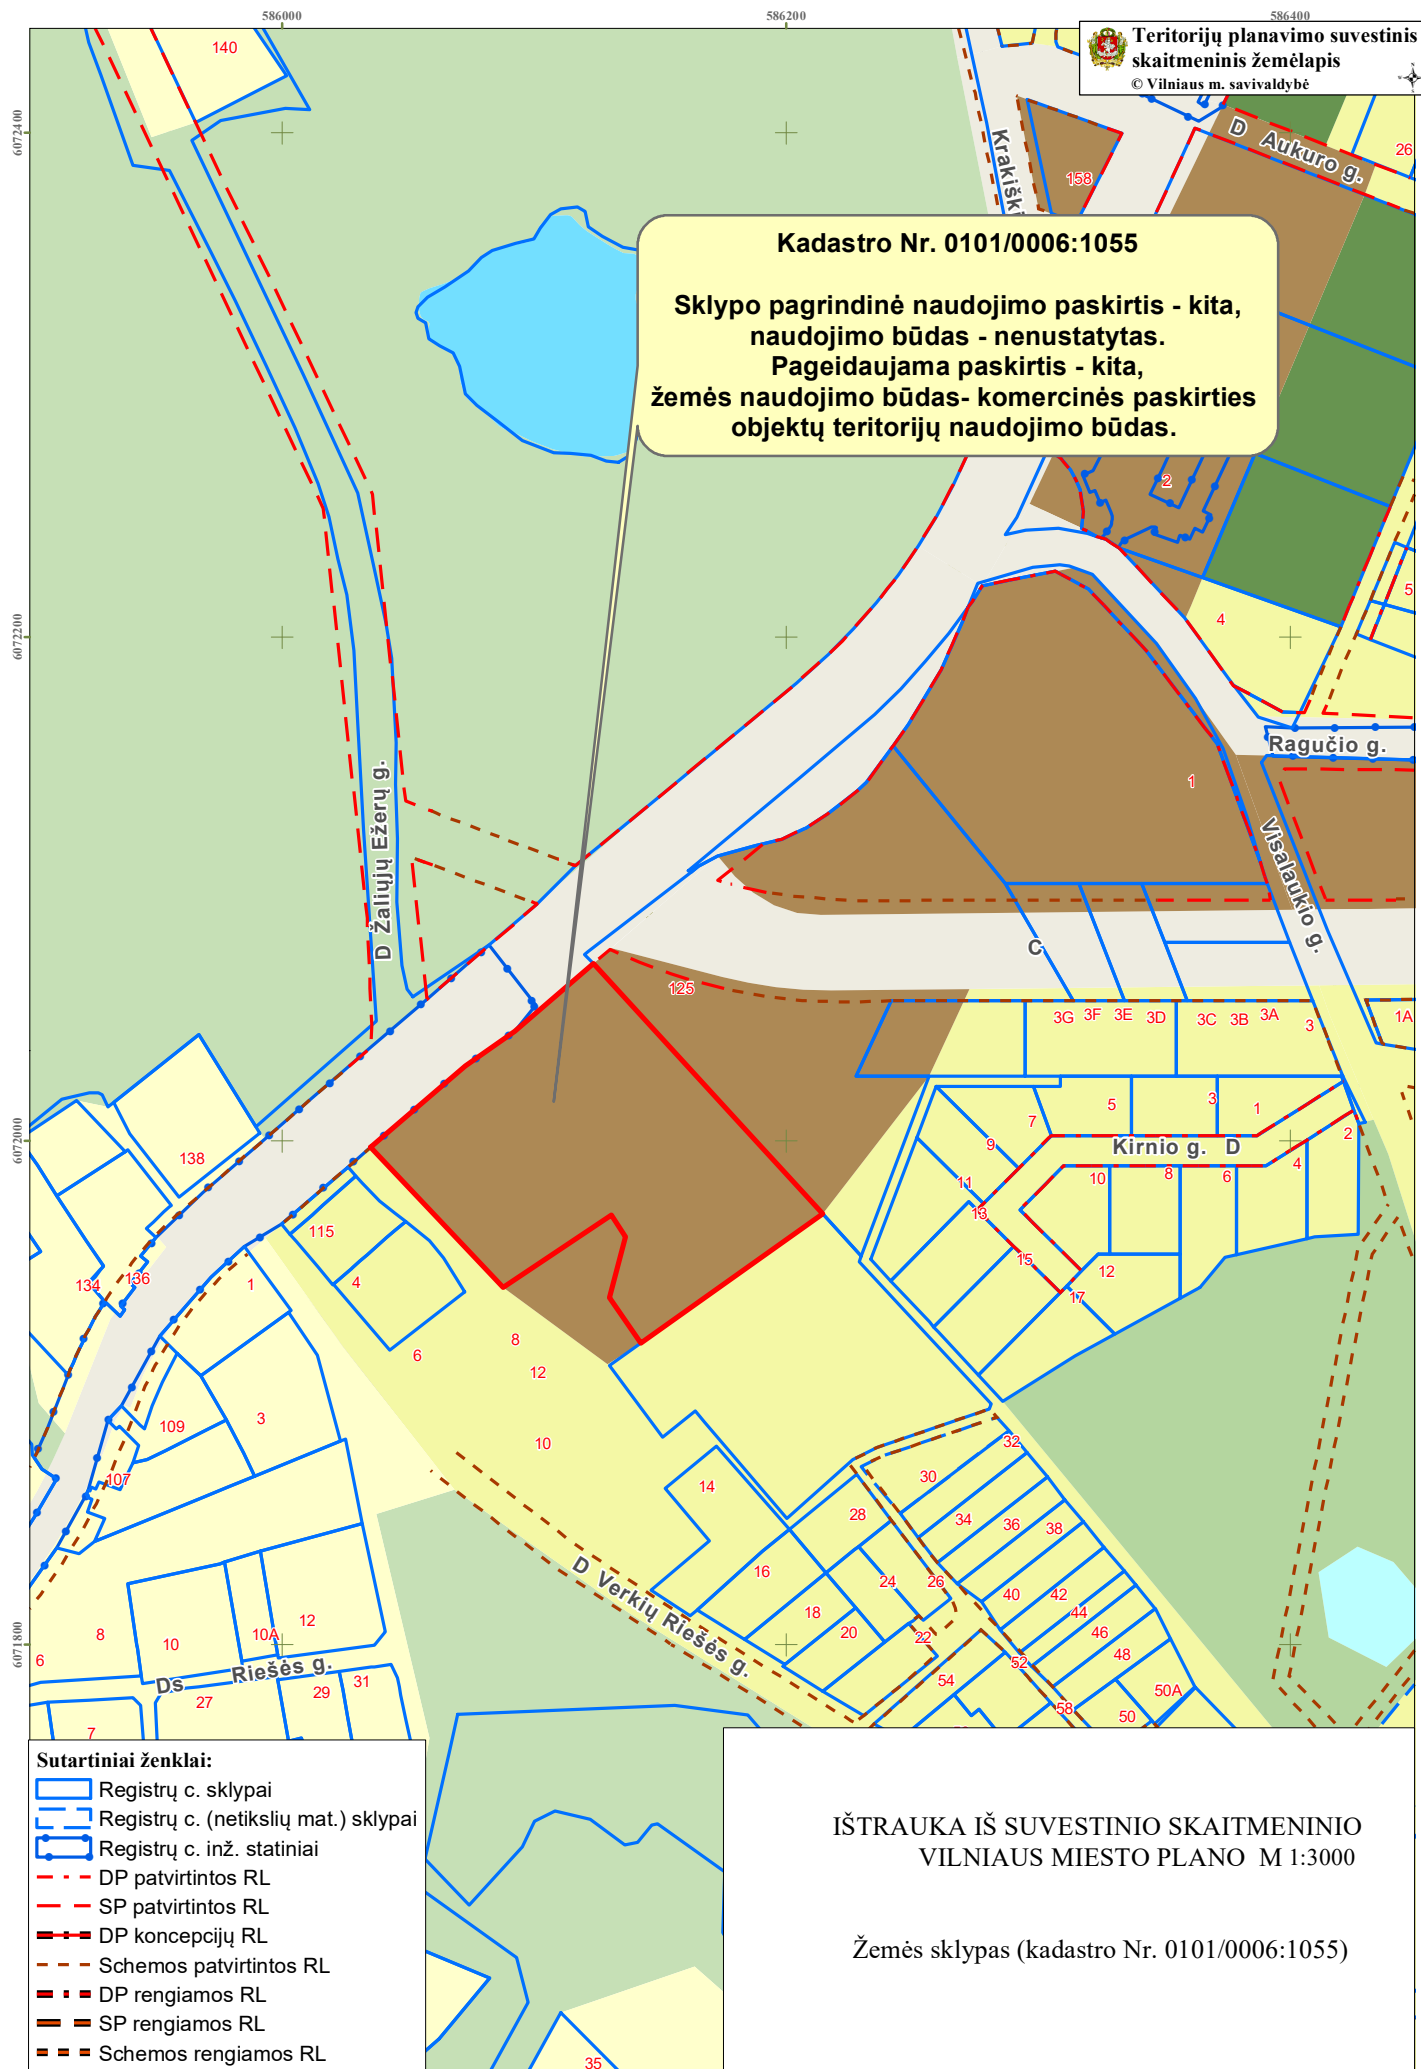 586000
586200
586400
Teritorijų planavimo suvestinis
skaitmeninis žemėlapis
© Vilniaus m. savivaldybė
6072400
6072200
6072000
6071800
140
158
26
D Aukuro g.
Kadastro Nr. 0101/0006:1055
Sklypo pagrindinė naudojimo paskirtis - kita,
naudojimo būdas - nenustatytas.
Pageidaujama paskirtis - kita,
žemės naudojimo būdas- komercinės paskirties
objektų teritorijų naudojimo būdas.
2
5
4
Ragučio g.
1
D Žaliųjų Ežerų g.
Visalaukio g.
C
125
3G
3F
3E
3D
3C
3B
3A
3
1A
7
5
3
1
2
Kirnio g. D
9
11
13
10
8
6
4
15
12
17
138
115
4
134
136
1
6
8
12
10
109
3
107
32
30
14
28
34
36
38
16
24
26
40
42
44
18
20
22
46
48
52
54
50A
58
50
D Verkių Riešės g.
8
6
10
10A
12
Ds Riešės g.
27
29
31
7
35
Sutartiniai ženklai:
Registrų c. sklypai
Registrų c. (netikslių mat.) sklypai
Registrų c. inž. statiniai
DP patvirtintos RL
SP patvirtintos RL
DP koncepcijų RL
Schemos patvirtintos RL
DP rengiamos RL
SP rengiamos RL
Schemos rengiamos RL
IŠTRAUKA IŠ SUVESTINIO SKAITMENINIO
VILNIAUS MIESTO PLANO M 1:3000
Žemės sklypas (kadastro Nr. 0101/0006:1055)